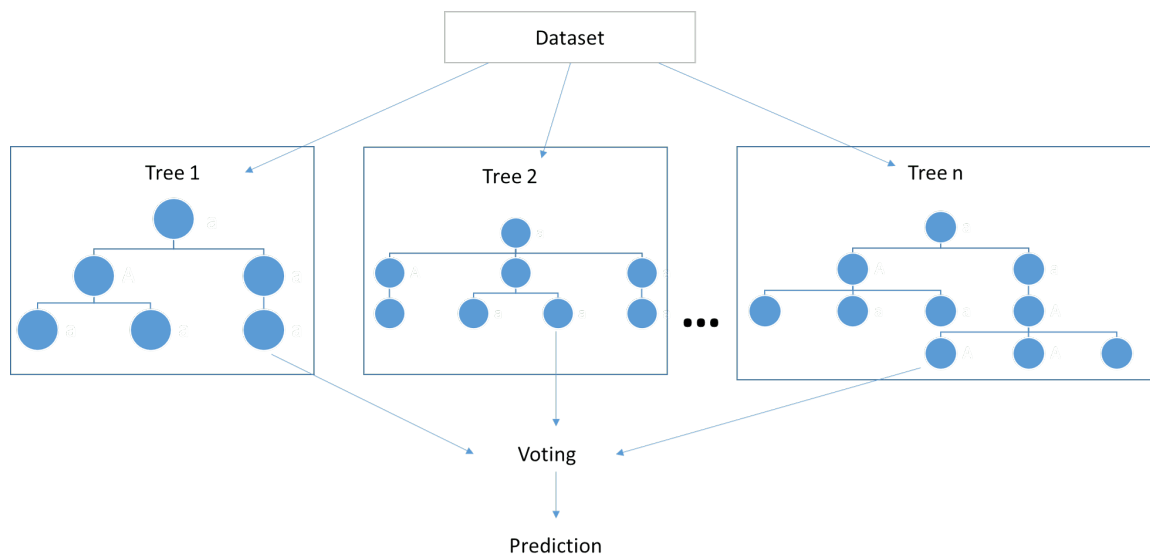 Dataset
Tree 1
Tree 2
Tree n
...
Voting
Prediction